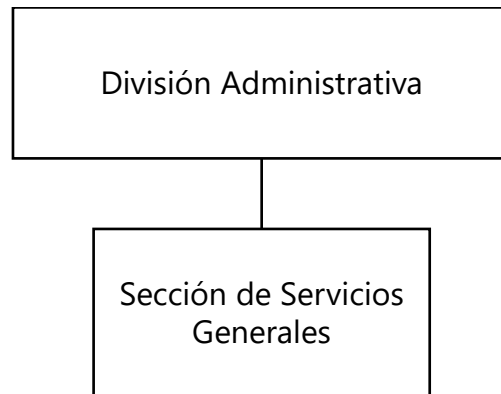 División Administrativa
Sección de Servicios
Generales